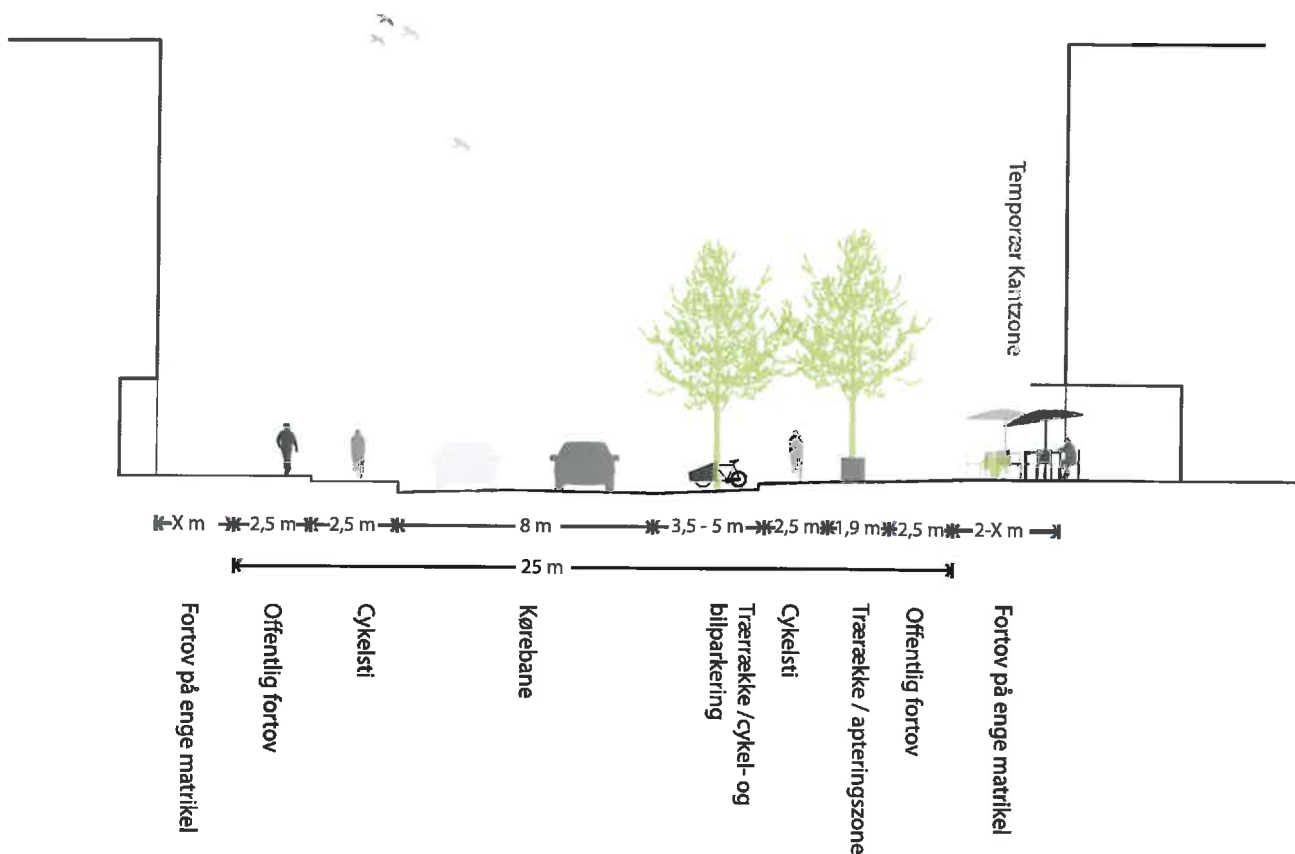 Temporær Kantzone
X m
2,5 m
2,5 m
8 m
3,5 - 5 m
2,5 m
1,9 m
2,5 m
2-X m
25 m
Fortov på enge matrikel
Offentlig fortov
Cykelsti
Kørebane
Trærrække /cykel- og
bilparkering
Cykelsti
Trærække / apteringszone
Offentlig fortov
Fortov på enge matrikel